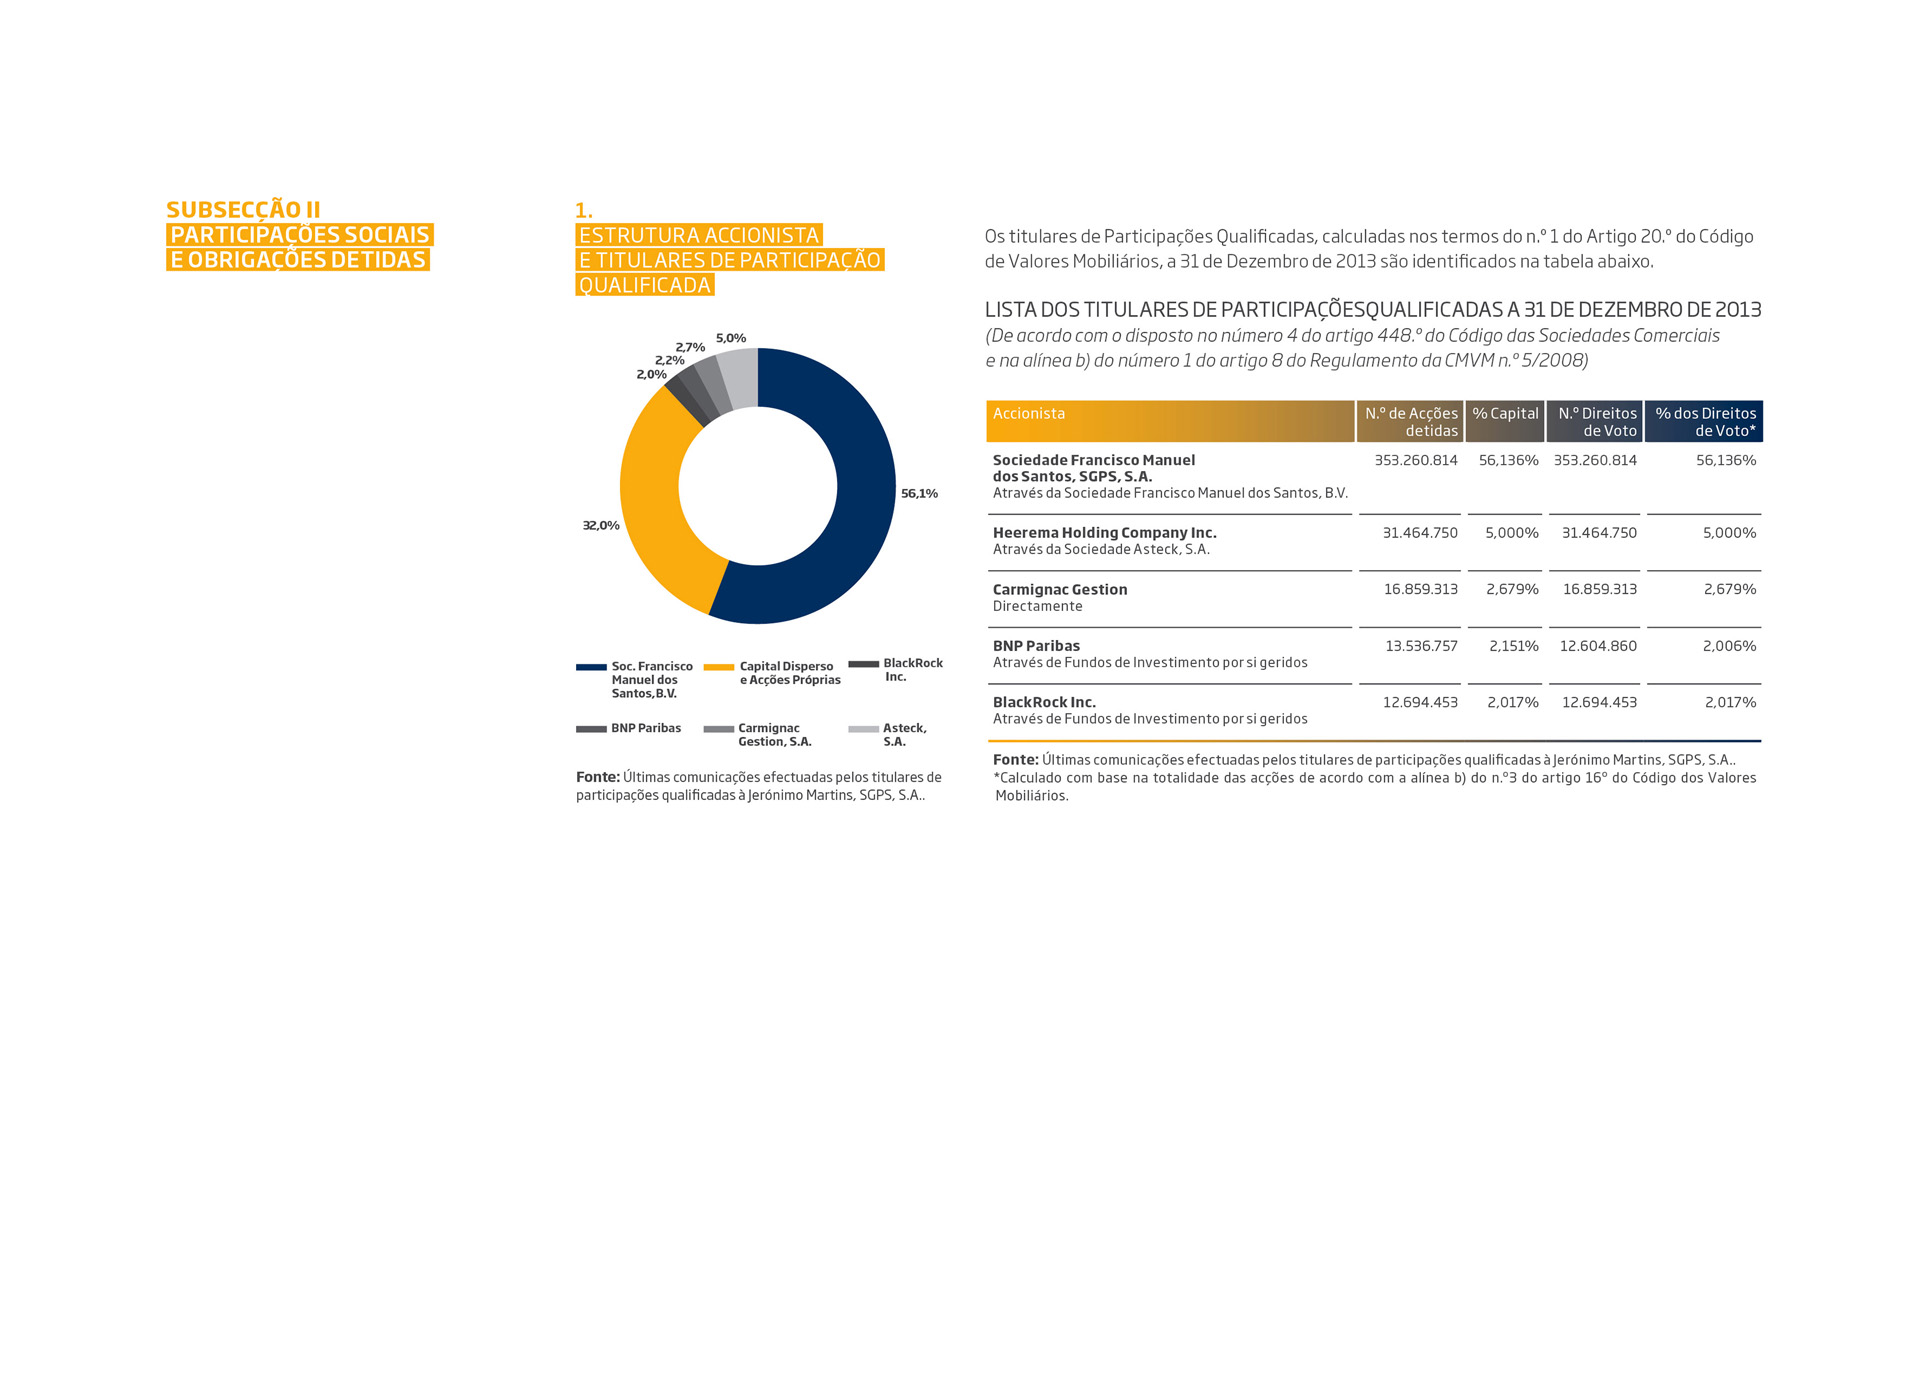 SUBSECÇÃO II
PARTICIPAÇÕES SOCIAIS
E OBRIGAÇÕES DETIDAS
1.
ESTRUTURA ACCIONISTA
E TITULARES DE PARTICIPAÇÃO
QUALIFICADA
5,0%
2,7%
2,2%
2,0%
56,1%
32,0%
Soc. Francisco
Manuel dos
Santos,B.V.
Capital Disperso
e Acções Próprias
BlackRock
Inc.
BNP Paribas
Carmignac
Gestion, S.A.
Asteck,
S.A.
Fonte: Últimas comunicações efectuadas pelos titulares de
participações qualificadas à Jerónimo Martins, SGPS, S.A..
Os titulares de Participações Qualificadas, calculadas nos termos do n.º 1 do Artigo 20.º do Código
de Valores Mobiliários, a 31 de Dezembro de 2013 são identificados na tabela abaixo.
LISTA DOS TITULARES DE PARTICIPAÇÕESQUALIFICADAS A 31 DE DEZEMBRO DE 2013
(De acordo com o disposto no número 4 do artigo 448.º do Código das Sociedades Comerciais
e na alínea b) do número 1 do artigo 8 do Regulamento da CMVM n.º 5/2008)
Accionista N.º de Acções % Capital N.º Direitos % dos Direitos
detidas de Voto de Voto*
Sociedade Francisco Manuel 353.260.814 56,136% 353.260.814 56,136%
dos Santos, SGPS, S.A.
Através da Sociedade Francisco Manuel dos Santos, B.V.
Heerema Holding Company Inc. 31.464.750 5,000% 31.464.750 5,000%
Através da Sociedade Asteck, S.A.
Carmignac Gestion 16.859.313 2,679% 16.859.313 2,679%
Directamente
BNP Paribas 13.536.757 2,151% 12.604.860 2,006%
Através de Fundos de Investimento por si geridos
BlackRock Inc. 12.694.453 2,017% 12.694.453 2,017%
Através de Fundos de Investimento por si geridos
Fonte: Últimas comunicações efectuadas pelos titulares de participações qualificadas à Jerónimo Martins, SGPS, S.A..
*Calculado com base na totalidade das acções de acordo com a alínea b) do n.º3 do artigo 16º do Código dos Valores
Mobiliários.